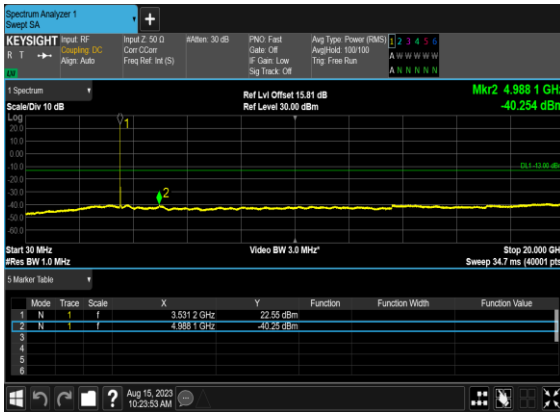 Spectrum Analyzer 1
Swept SA
+
KEYSIGHT Input: RF Input Z: 50 Ω #Atten: 30 dB PNO: Fast Avg Type: Power (RMS) 1 2 3 4 5 6
R T Coupling: DC Corr CCorr Gate: Off Avg|Hold: 100/100 A W W W W W
Align: Auto Freq Ref: Int (S) IF Gain: Low Trig: Free Run
Sig Track: Off A N N N N N
1 Spectrum Ref Lvl Offset 15.81 dB Mkr2 4.988 1 GHz
Scale/Div 10 dB Ref Level 30.00 dBm -40.254 dBm
Log
20.0
10.0
0.00
-10.0
-20.0
-30.0
-40.0
-50.0
-60.0
1
2
DL1 -13.00 dBm
Start 30 MHz Video BW 3.0 MHz* Stop 20.000 GHz
#Res BW 1.0 MHz Sweep 34.7 ms (40001 pts)
5 Marker Table
Mode Trace Scale X Y Function Function Width Function Value
1 N 1 f 3.531 2 GHz 22.55 dBm
2 N 1 f 4.988 1 GHz -40.25 dBm
3
4
5
6
? Aug 15, 2023
10:23:53 AM